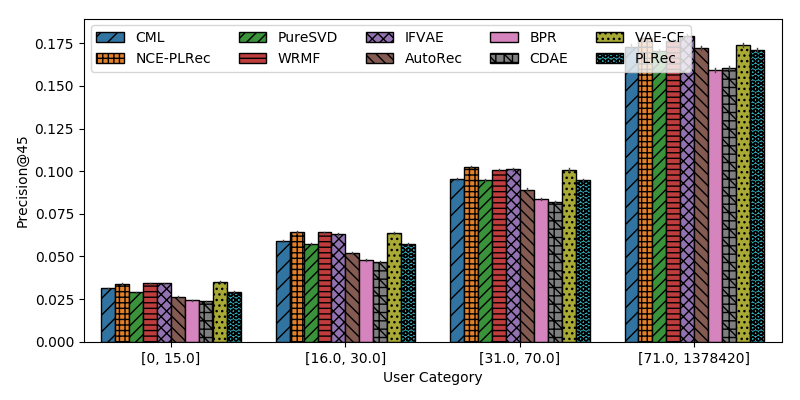 CML PureSVD IFVAE BPR VAE-CF
NCE-PLRec WRMF AutoRec CDAE PLRec
0.175
0.150
0.125
0.100
0.075
0.050
0.025
0.000
Precision@45
[0, 15.0] [16.0, 30.0] [31.0, 70.0] [71.0, 1378420]
User Category